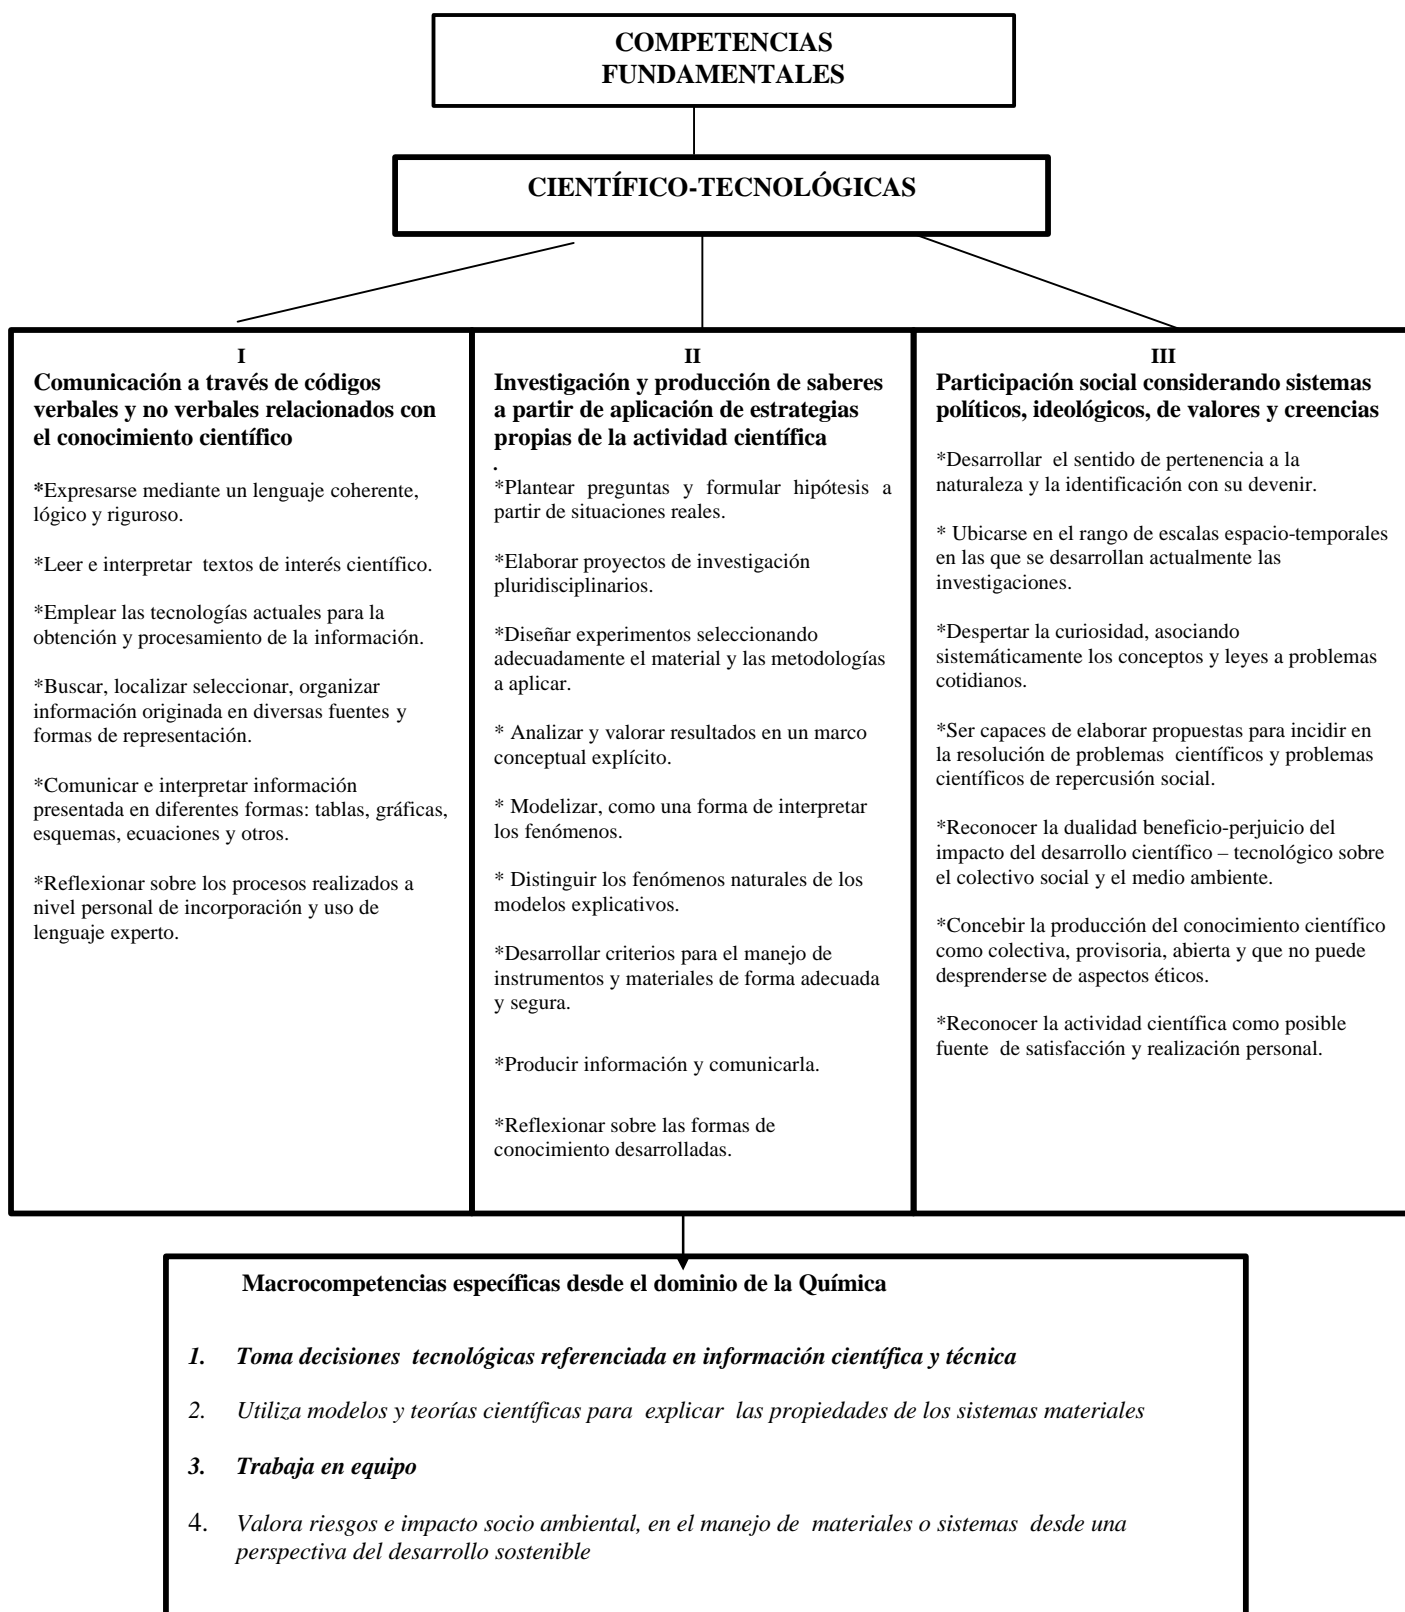 COMPETENCIAS
FUNDAMENTALES
CIENTÍFICO-TECNOLÓGICAS
I
Comunicación a través de códigos
verbales y no verbales relacionados con
el conocimiento científico
*Expresarse mediante un lenguaje coherente,
lógico y riguroso.
*Leer e interpretar textos de interés científico.
*Emplear las tecnologías actuales para la
obtención y procesamiento de la información.
*Buscar, localizar seleccionar, organizar
información originada en diversas fuentes y
formas de representación.
*Comunicar e interpretar información
presentada en diferentes formas: tablas, gráficas,
esquemas, ecuaciones y otros.
*Reflexionar sobre los procesos realizados a
nivel personal de incorporación y uso de
lenguaje experto.
II
Investigación y producción de saberes
a partir de aplicación de estrategias
propias de la actividad científica
.
*Plantear preguntas y formular hipótesis a
partir de situaciones reales.
*Elaborar proyectos de investigación
pluridisciplinarios.
*Diseñar experimentos seleccionando
adecuadamente el material y las metodologías
a aplicar.
* Analizar y valorar resultados en un marco
conceptual explícito.
* Modelizar, como una forma de interpretar
los fenómenos.
* Distinguir los fenómenos naturales de los
modelos explicativos.
*Desarrollar criterios para el manejo de
instrumentos y materiales de forma adecuada
y segura.
*Producir información y comunicarla.
*Reflexionar sobre las formas de
conocimiento desarrolladas.
III
Participación social considerando sistemas
políticos, ideológicos, de valores y creencias
*Desarrollar el sentido de pertenencia a la
naturaleza y la identificación con su devenir.
* Ubicarse en el rango de escalas espacio-temporales
en las que se desarrollan actualmente las
investigaciones.
*Despertar la curiosidad, asociando
sistemáticamente los conceptos y leyes a problemas
cotidianos.
*Ser capaces de elaborar propuestas para incidir en
la resolución de problemas científicos y problemas
científicos de repercusión social.
*Reconocer la dualidad beneficio-perjuicio del
impacto del desarrollo científico – tecnológico sobre
el colectivo social y el medio ambiente.
*Concebir la producción del conocimiento científico
como colectiva, provisoria, abierta y que no puede
desprenderse de aspectos éticos.
*Reconocer la actividad científica como posible
fuente de satisfacción y realización personal.
Macrocompetencias específicas desde el dominio de la Química
1. Toma decisiones tecnológicas referenciada en información científica y técnica
2. Utiliza modelos y teorías científicas para explicar las propiedades de los sistemas materiales
3. Trabaja en equipo
4. Valora riesgos e impacto socio ambiental, en el manejo de materiales o sistemas desde una
perspectiva del desarrollo sostenible